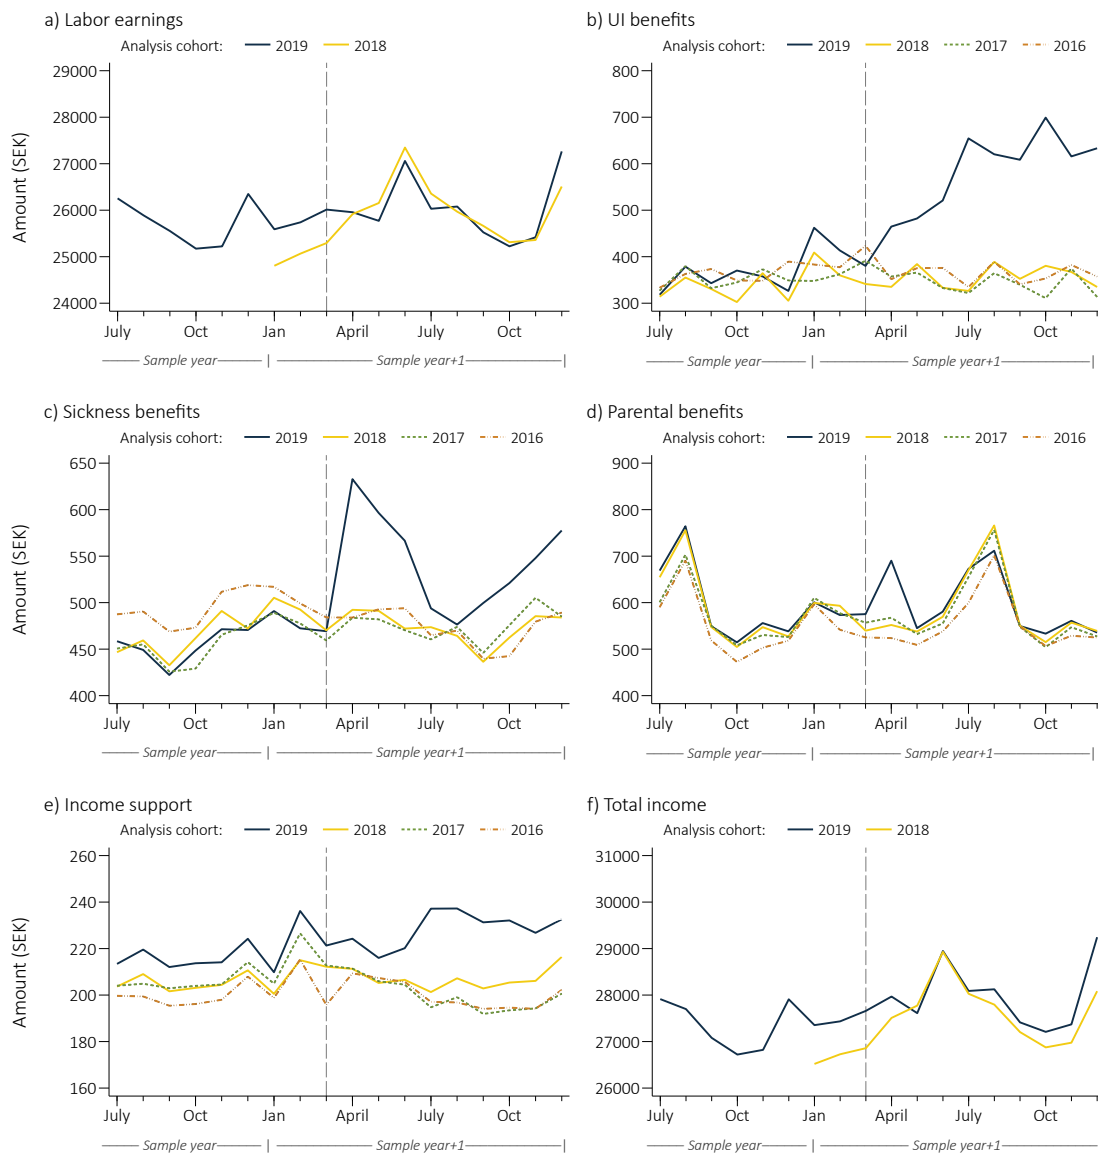 a) Labor earnings
Analysis cohort: 2019 2018
Amount (SEK)
29000
28000
27000
26000
25000
24000
July Oct Jan April July Oct
Sample year | Sample year+1 |
b) UI benefits
Analysis cohort: 2019 2018 2017 2016
800
700
600
500
400
300
July Oct Jan April July Oct
Sample year | Sample year+1 |
c) Sickness benefits
Analysis cohort: 2019 2018 2017 2016
Amount (SEK)
650
600
550
500
450
400
July Oct Jan April July Oct
Sample year | Sample year+1 |
d) Parental benefits
Analysis cohort: 2019 2018 2017 2016
900
800
700
600
500
400
July Oct Jan April July Oct
Sample year | Sample year+1 |
e) Income support
Analysis cohort: 2019 2018 2017 2016
Amount (SEK)
260
240
220
200
180
160
July Oct Jan April July Oct
Sample year | Sample year+1 |
f) Total income
Analysis cohort: 2019 2018
31000
30000
29000
28000
27000
26000
July Oct Jan April July Oct
Sample year | Sample year+1 |